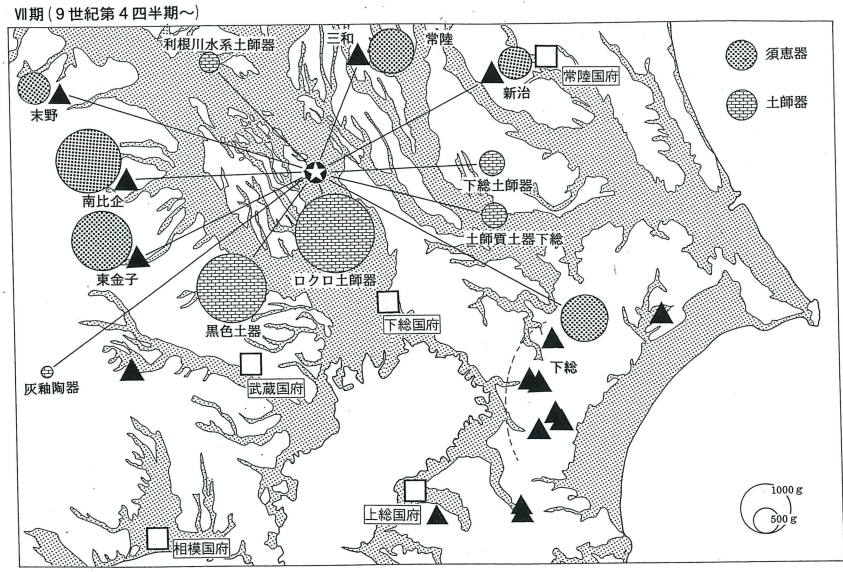 Ⅶ期(9世紀第4四半期～)
利根川水系土師器
三和
常陸
新治
常陸国府
須恵器
土師器
末野
南比企
下総土師器
土師質土器下総
東金子
ロクロ土師器
黒色土器
下総国府
下総
灰釉陶器
武蔵国府
上総国府
相模国府
1000g
500g